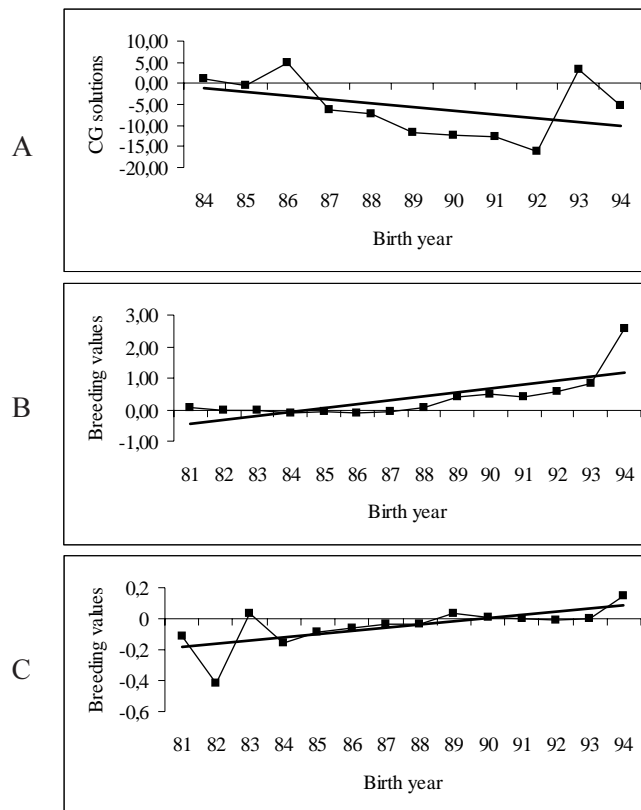 A
CG solutions
10,00
5,00
0,00
-5,00
-10,00
-15,00
-20,00
84 85 86 87 88 89 90 91 92 93 94
Birth year
B
Breeding values
3,00
2,00
1,00
0,00
-1,00
81 82 83 84 85 86 87 88 89 90 91 92 93 94
Birth year
C
Breeding values
0,2
0
-0,2
-0,4
-0,6
81 82 83 84 85 86 87 88 89 90 91 92 93 94
Birth year